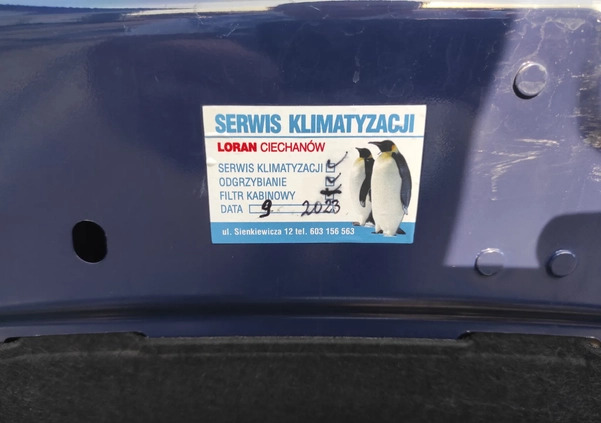 SERWIS KLIMATYZACJI
LORAN CIECHANÓW
SERWIS KLIMATYZACJI
ODGRZYBIANIE
FILTR KABINOWY
DATA 9 2023
ul. Sienkiewicza 12 tel. 603 156 563